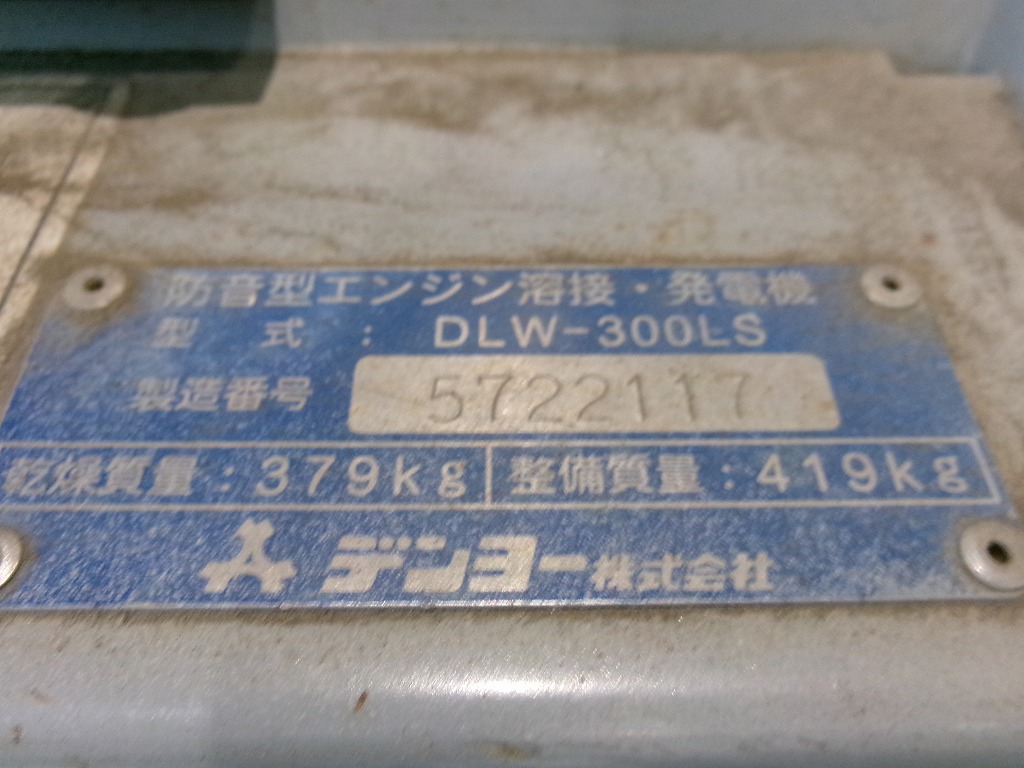 防音型エンジン溶接・発電機
型 式 : DLW-300LS
製造番号 5722117
乾燥質量:379kg 整備質量:419kg
デンヨー株式会社